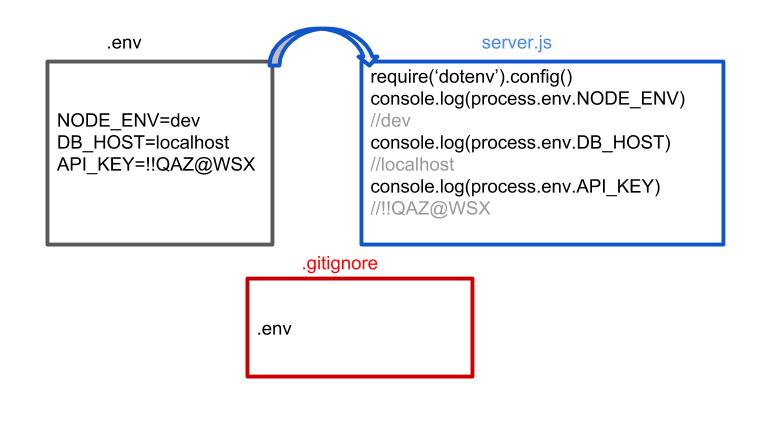 .env
NODE_ENV=dev
DB_HOST=localhost
API_KEY=!!QAZ@WSX
server.js
require(‘dotenv’).config()
console.log(process.env.NODE_ENV)
//dev
console.log(process.env.DB_HOST)
//localhost
console.log(process.env.API_KEY)
//!!QAZ@WSX
.gitignore
.env